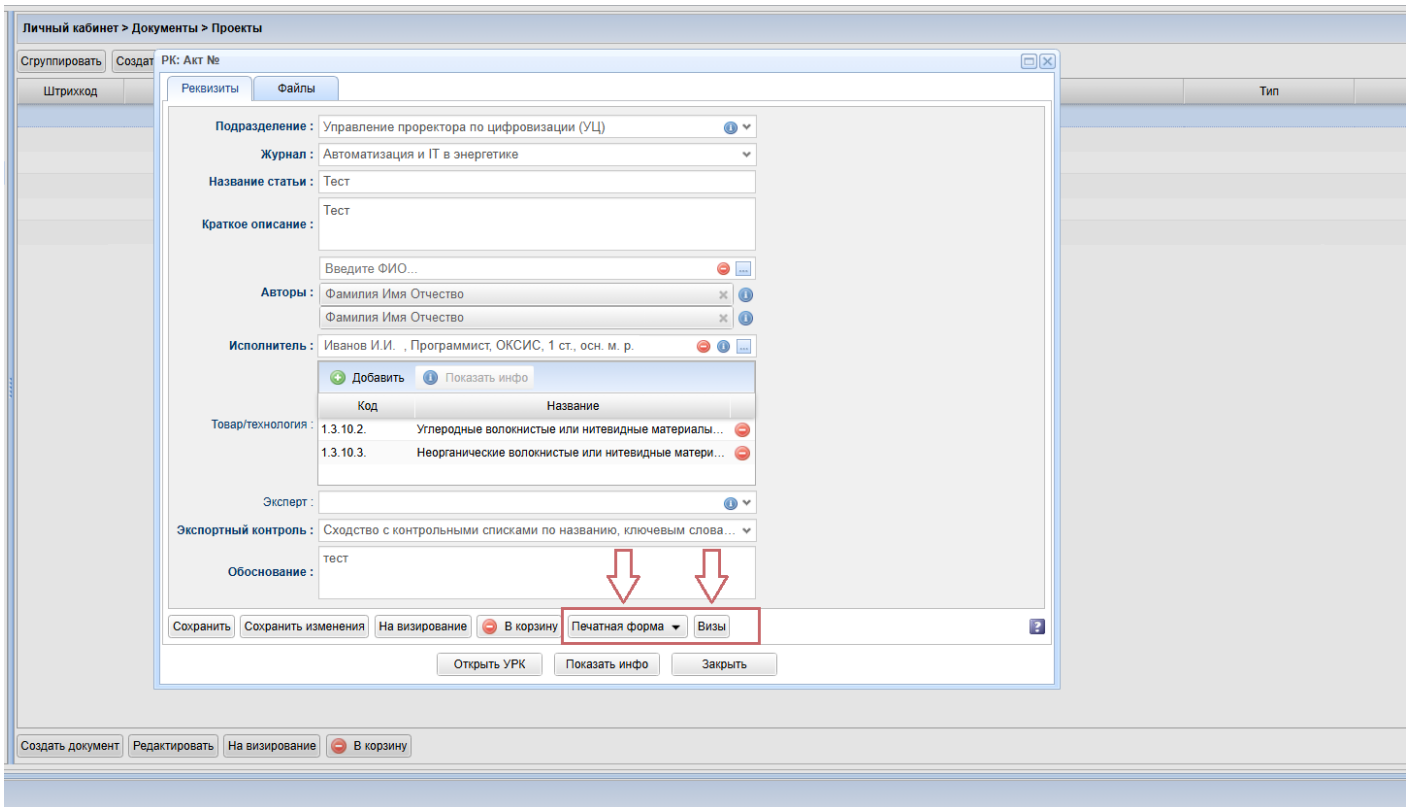 Личный кабинет > Документы > Проекты
Сгруппировать Создат
РК: Акт №
Штрихкод Тип
Реквизиты Файлы
Подразделение : Управление проректора по цифровизации (УЦ)
Журнал : Автоматизация и IT в энергетике
Название статьи : Тест
Тест
Краткое описание :
Введите ФИО...
Авторы : Фамилия Имя Отчество
Фамилия Имя Отчество
Исполнитель : Иванов И.И. , Программист, ОКСИС, 1 ст., осн. м. р.
Добавить Показать инфо
Код Название
Товар/технология :
1.3.10.2. Углеродные волокнистые или нитевидные материалы...
1.3.10.3. Неорганические волокнистые или нитевидные матери...
Эксперт :
Экспортный контроль : Сходство с контрольными списками по названию, ключевым слова...
тест
Обоснование :
Сохранить Сохранить изменения На визирование В корзину Печатная форма Визы ?
Открыть УРК Показать инфо Закрыть
Создать документ Редактировать На визирование В корзину